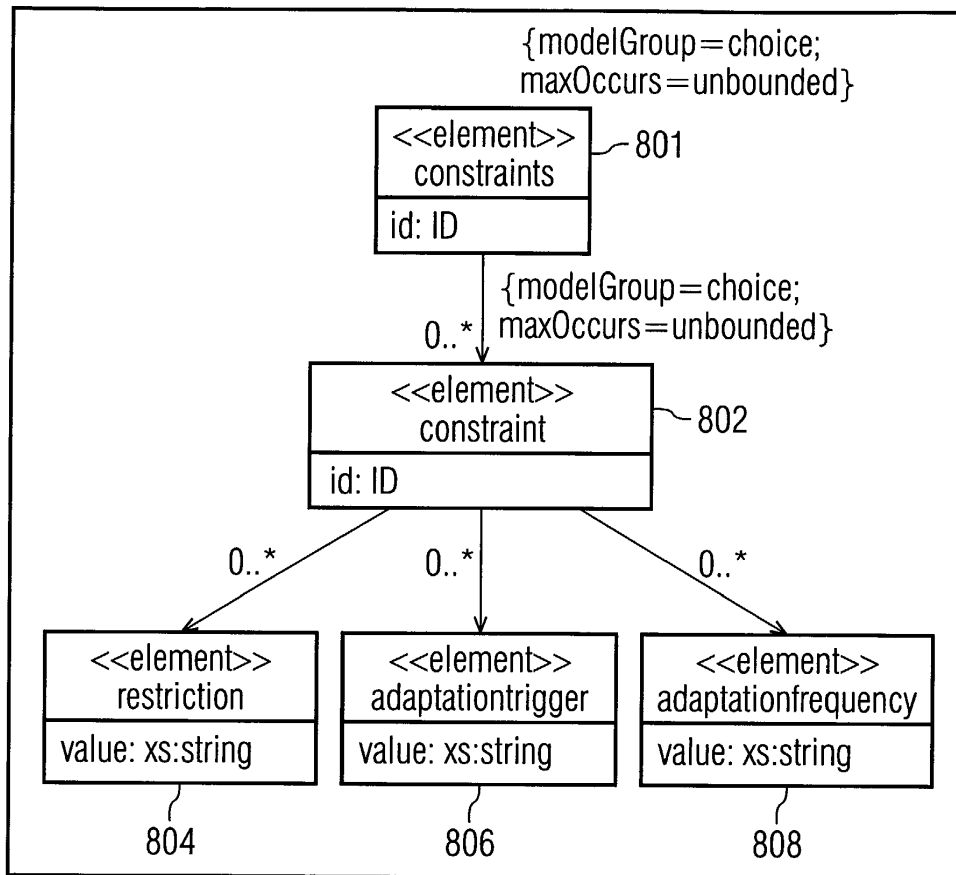 {modelGroup=choice;
maxOccurs=unbounded}
<<element>>
constraints
801
id: ID
{modelGroup=choice;
maxOccurs=unbounded}
0..*
<<element>>
constraint
802
id: ID
0..*
0..*
0..*
<<element>>
restriction
value: xs:string
804
<<element>>
adaptationtrigger
value: xs:string
806
<<element>>
adaptationfrequency
value: xs:string
808